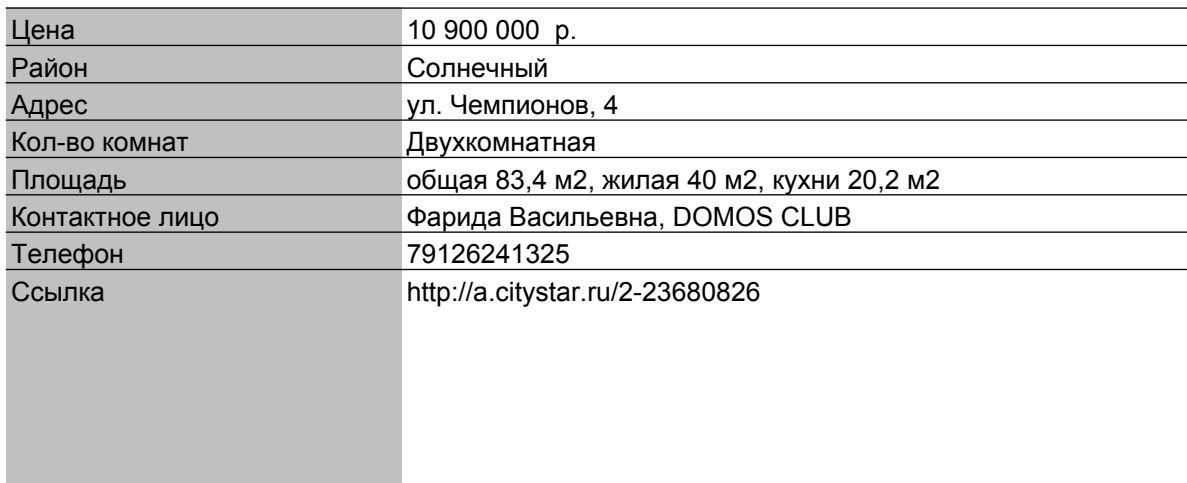 Цена 10 900 000 р.
Район Солнечный
Адрес ул. Чемпионов, 4
Кол-во комнат Двухкомнатная
Площадь общая 83,4 м2, жилая 40 м2, кухни 20,2 м2
Контактное лицо Фарида Васильевна, DOMOS CLUB
Телефон 79126241325
Ссылка http://a.citystar.ru/2-23680826